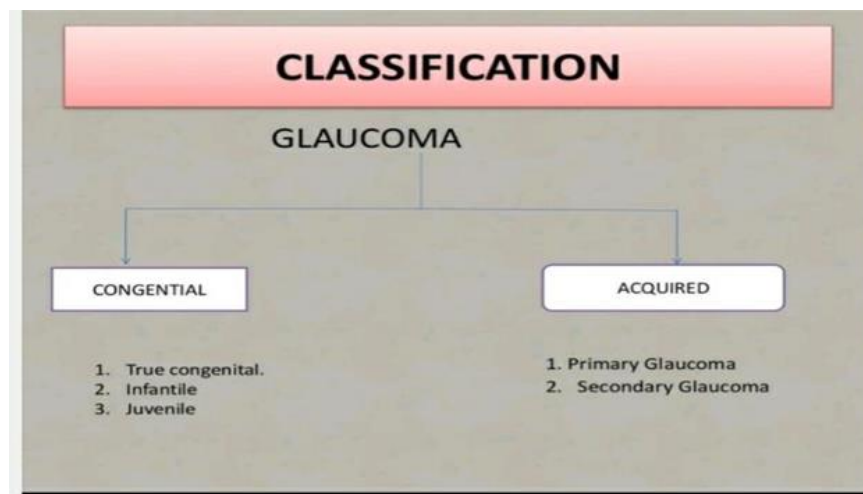 CLASSIFICATION
GLAUCOMA
CONGENTIAL
ACQUIRED
1. True congenital.
2. Infantile
3. Juvenile
1. Primary Glaucoma
2. Secondary Glaucoma